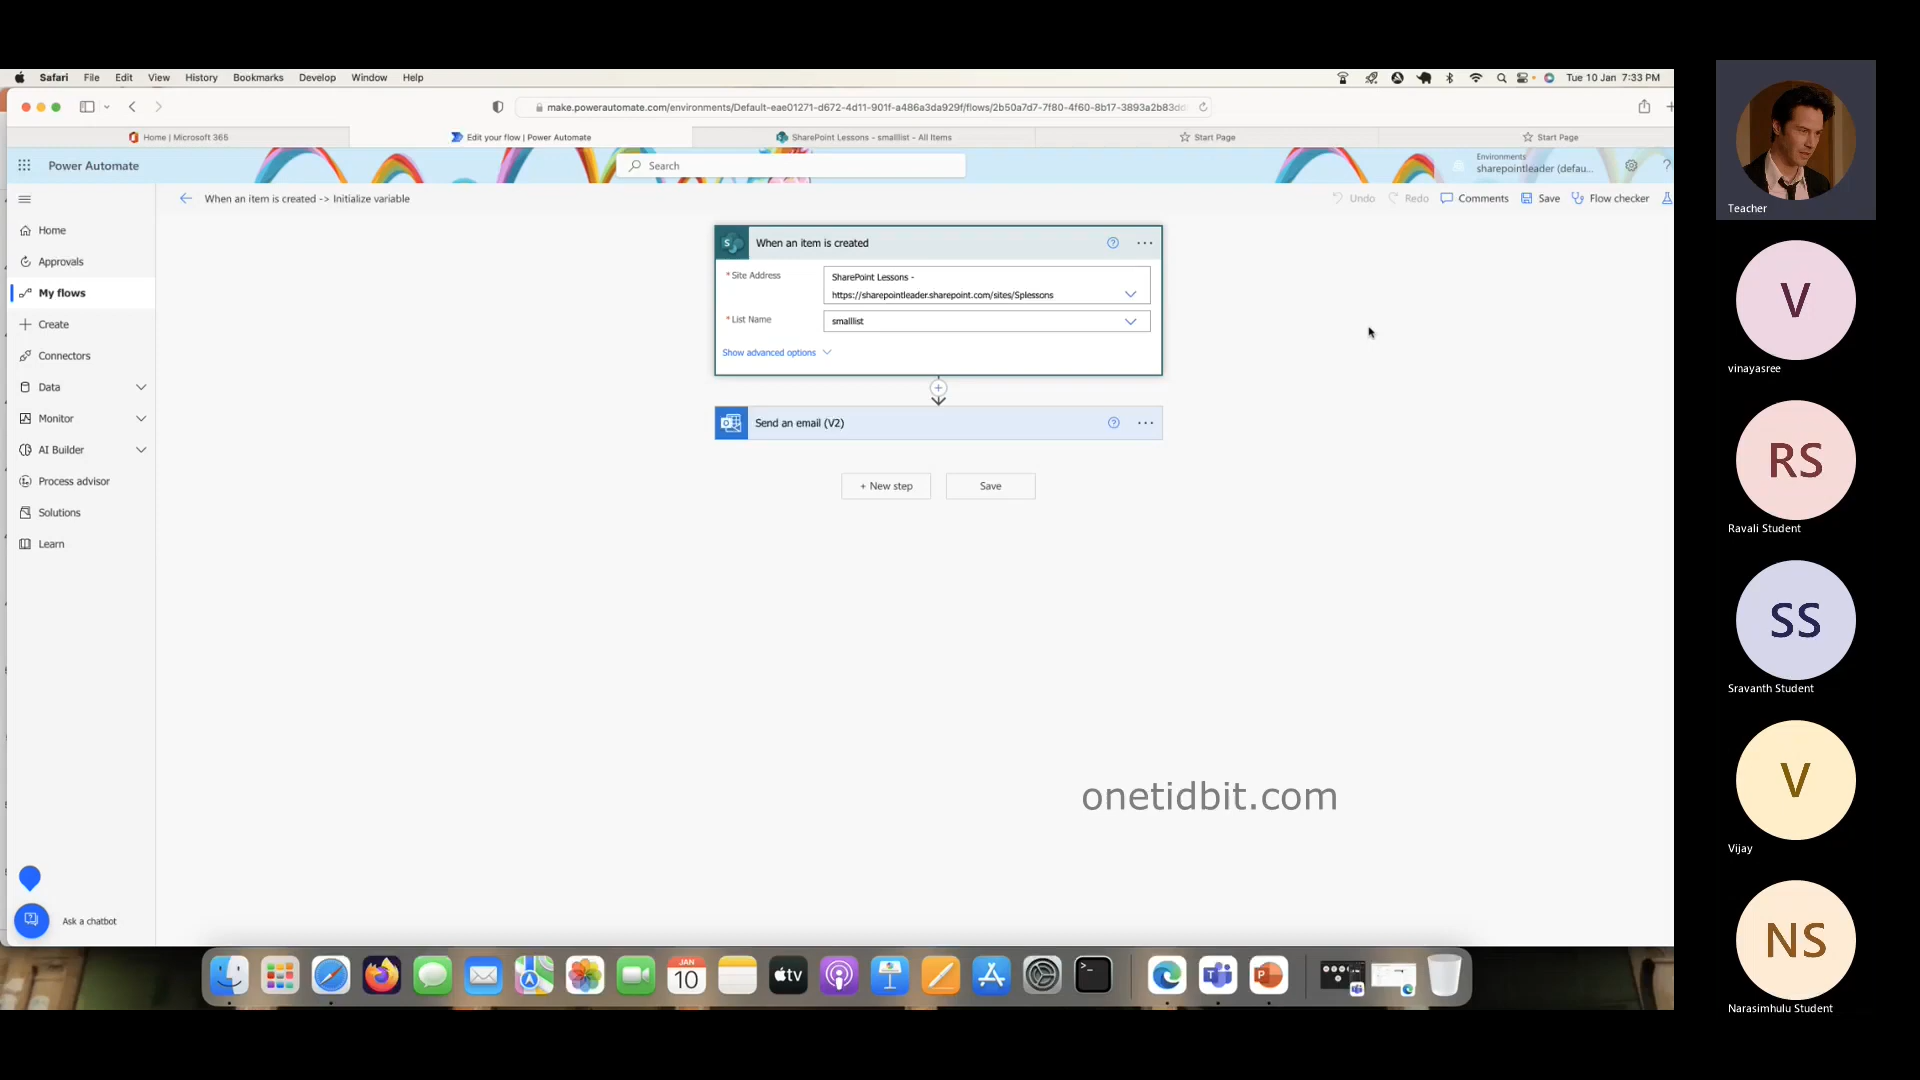 Safari File Edit View History Bookmarks Develop Window Help
Tue 10 Jan 7:33 PM
make.powerautomate.com/environments/Default-eae01271-d672-4d11-901f-a486a3da929f/flows/2b50a7d7-7f80-4f60-8b17-3893a2b83dd
Home | Microsoft 365
Edit your flow | Power Automate
SharePoint Lessons - smalllist - All Items
Start Page
Start Page
Power Automate
Search
Environments
sharepointleader (defau...
When an item is created -> Initialize variable
Undo Redo Comments Save Flow checker
Home
Approvals
My flows
Create
Connectors
Data
Monitor
AI Builder
Process advisor
Solutions
Learn
Ask a chatbot
S
When an item is created
* Site Address
SharePoint Lessons -
https://sharepointleader.sharepoint.com/sites/Splessons
* List Name
smalllist
Show advanced options
Send an email (V2)
+ New step
Save
onetidbit.com
JAN
10
tv
Teacher
V
vinayasree
RS
Ravali Student
SS
Sravanth Student
V
Vijay
NS
Narasimhulu Student